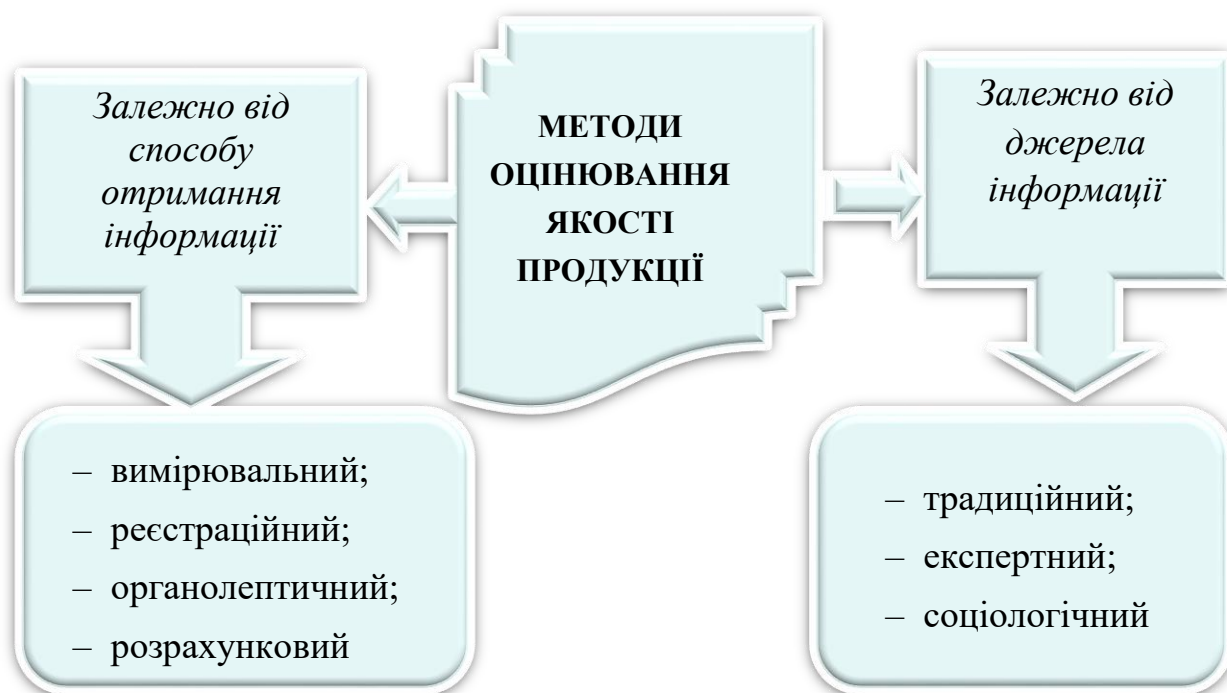 Залежно від
способу
отримання
інформації
МЕТОДИ
ОЦІНЮВАННЯ
ЯКОСТІ
ПРОДУКЦІЇ
Залежно від
джерела
інформації
– вимірювальний;
– реєстраційний;
– органолептичний;
– розрахунковий
– традиційний;
– експертний;
– соціологічний